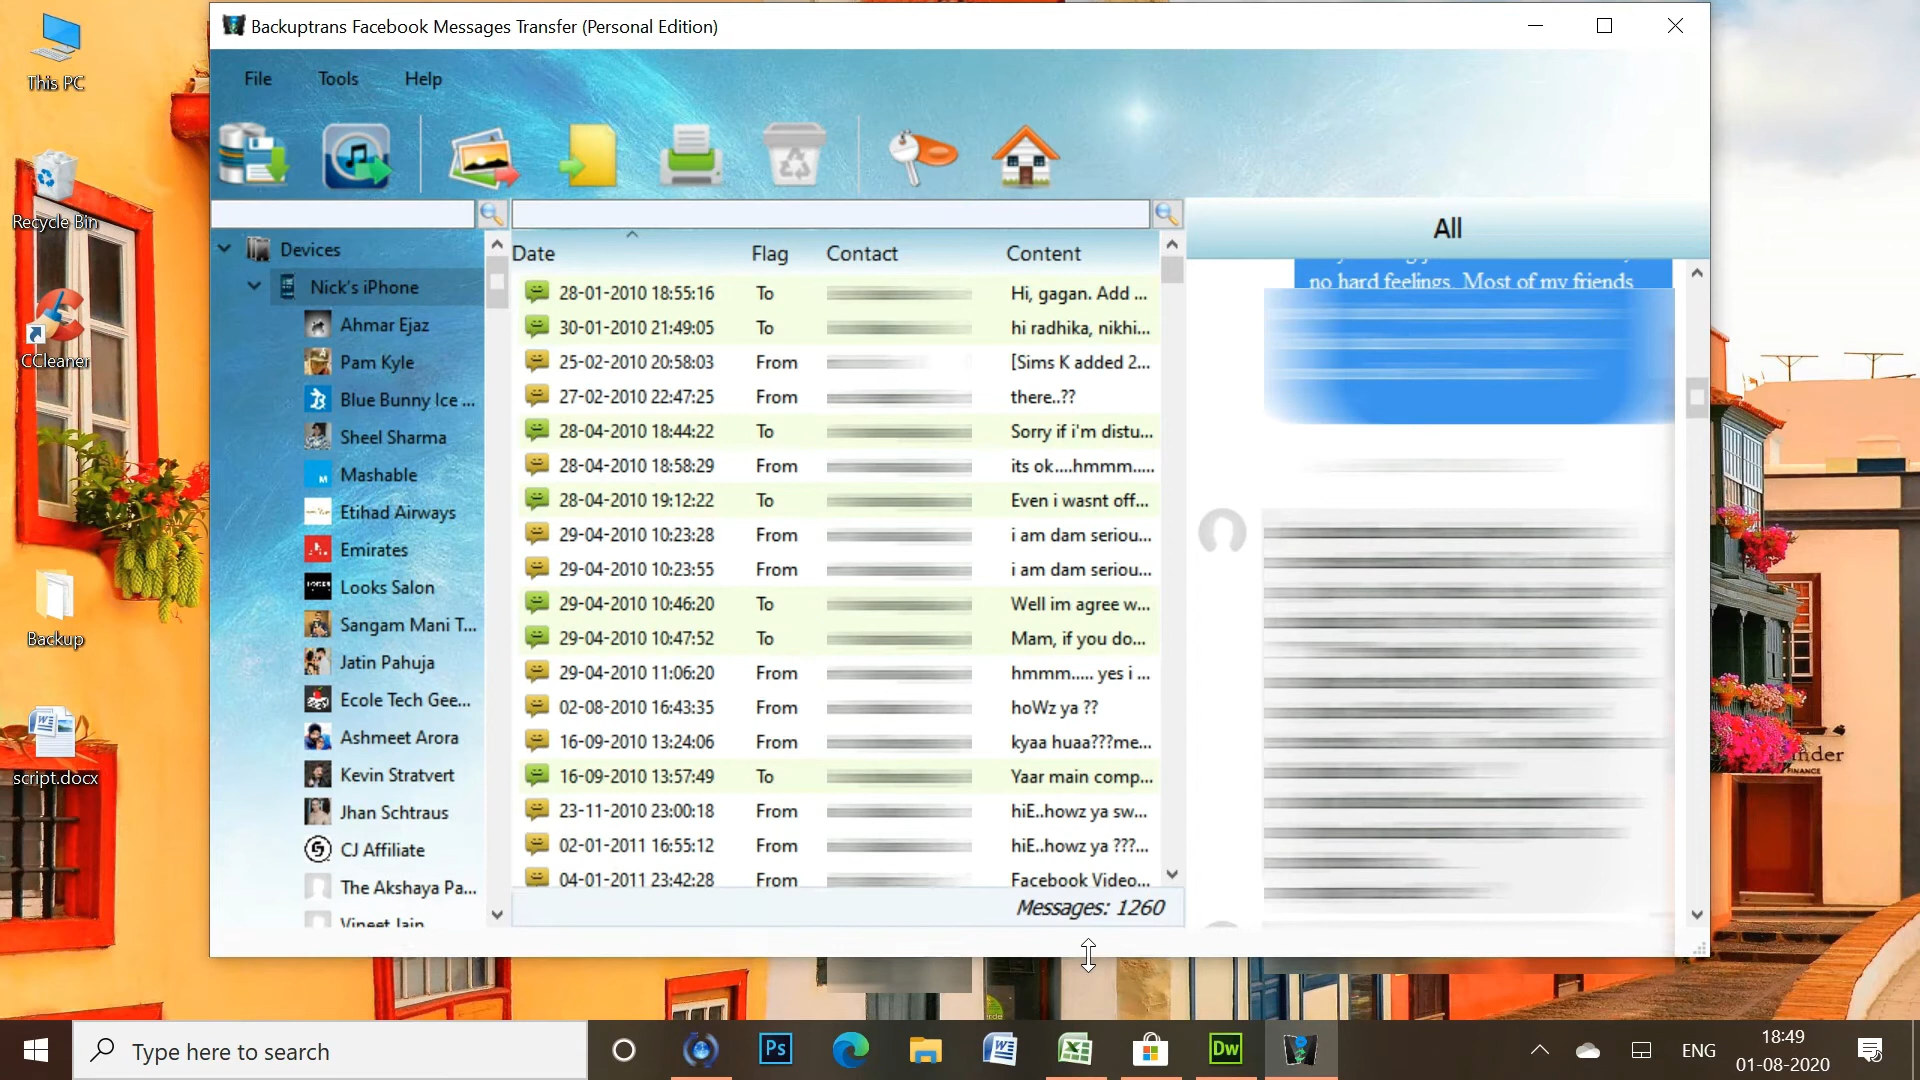 This PC
Recycle Bin
CCleaner
Backup
script.docx
Backuptrans Facebook Messages Transfer (Personal Edition)
File Tools Help
Devices
Nick's iPhone
Ahmar Ejaz
Pam Kyle
Blue Bunny Ice ...
Sheel Sharma
Mashable
Etihad Airways
Emirates
Looks Salon
Sangam Mani T...
Jatin Pahuja
Ecole Tech Gee...
Ashmeet Arora
Kevin Stratvert
Jhan Schtraus
CJ Affiliate
The Akshaya Pa...
Vineet Jain
Date Flag Contact Content
28-01-2010 18:55:16 To Hi, gagan. Add ...
30-01-2010 21:49:05 To hi radhika, nikhi...
25-02-2010 20:58:03 From [Sims K added 2...
27-02-2010 22:47:25 From there..??
28-04-2010 18:44:22 To Sorry if i'm distu...
28-04-2010 18:58:29 From its ok....hmmm.....
28-04-2010 19:12:22 To Even i wasnt off...
29-04-2010 10:23:28 From i am dam seriou...
29-04-2010 10:23:55 From i am dam seriou...
29-04-2010 10:46:20 To Well im agree w...
29-04-2010 10:47:52 To Mam, if you do...
29-04-2010 11:06:20 From hmmm..... yes i ...
02-08-2010 16:43:35 From hoWz ya ??
16-09-2010 13:24:06 From kyaa huaa???me...
16-09-2010 13:57:49 To Yaar main comp...
23-11-2010 23:00:18 From hiE..howz ya sw...
02-01-2011 16:55:12 From hiE..howz ya ???...
04-01-2011 23:42:28 From Facebook Video...
Messages: 1260
All
no hard feelings. Most of my friends
nder
FINANCE
Type here to search
Ps
Dw
ENG
18:49
01-08-2020